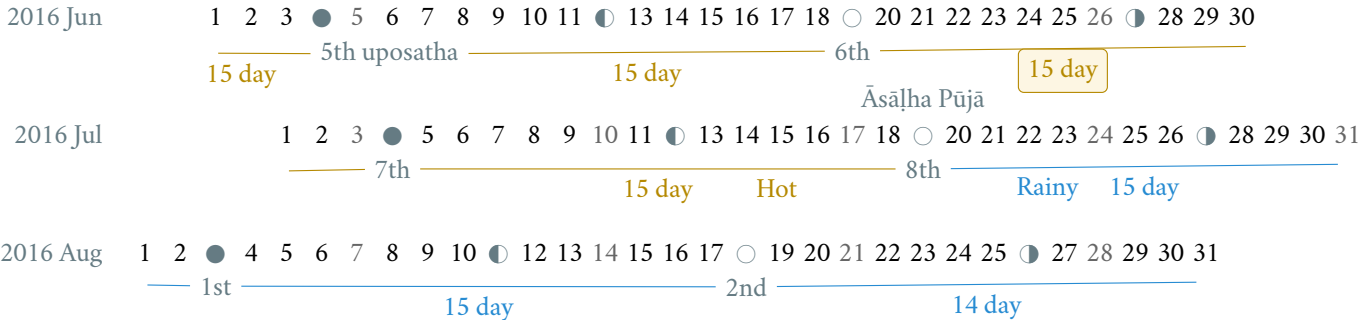 2016 Jun 1 2 3 5 6 7 8 9 10 11 13 14 15 16 17 18 20 21 22 23 24 25 26 28 29 30
5th uposatha 6th
15 day 15 day 15 day
Āsāḷha Pūjā
2016 Jul 1 2 3 5 6 7 8 9 10 11 13 14 15 16 17 18 20 21 22 23 24 25 26 28 29 30 31
7th 8th
15 day Hot Rainy 15 day
2016 Aug 1 2 4 5 6 7 8 9 10 12 13 14 15 16 17 19 20 21 22 23 24 25 27 28 29 30 31
1st 2nd
15 day 14 day